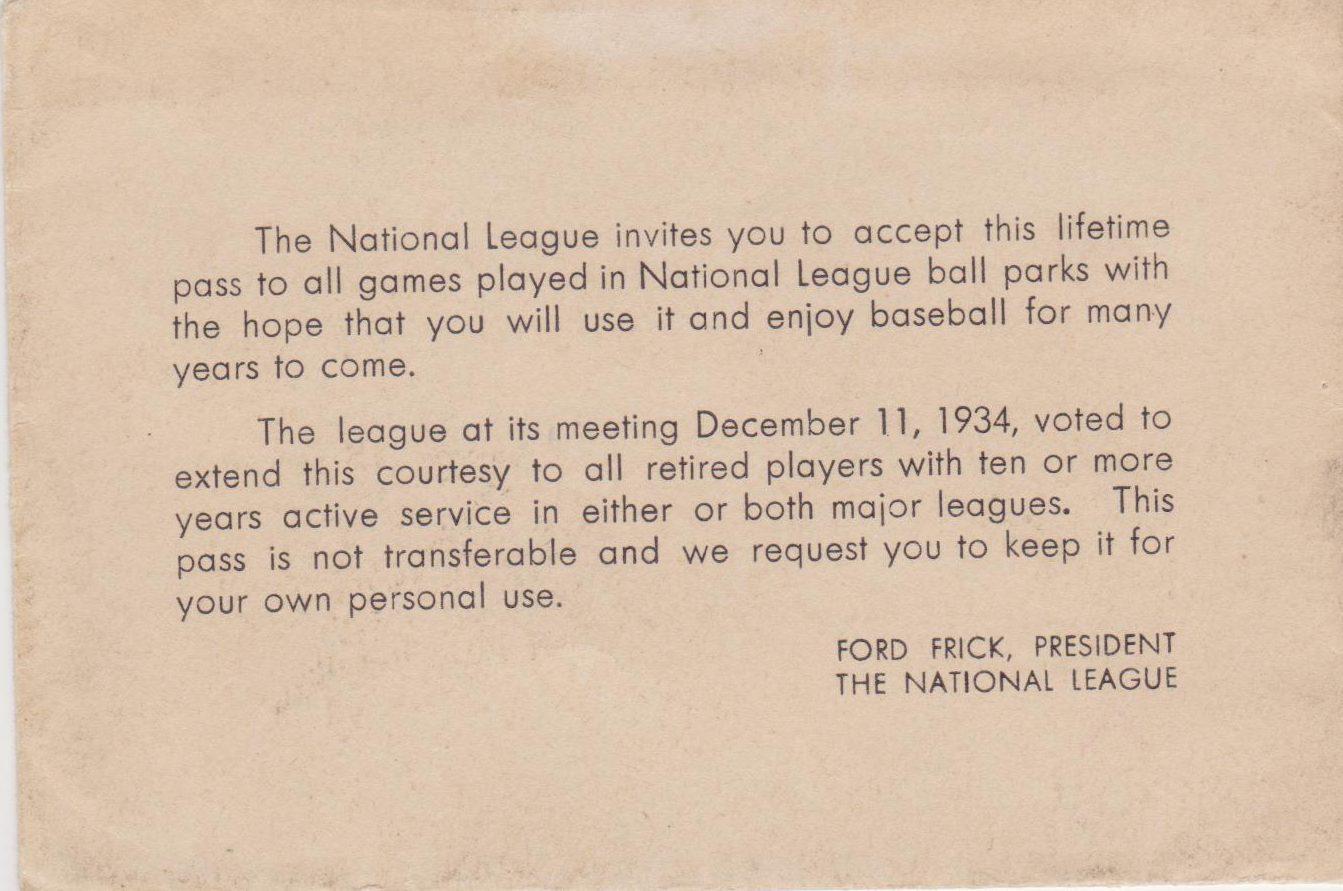 The National League invites you to accept this lifetime
pass to all games played in National League ball parks with
the hope that you will use it and enjoy baseball for many
years to come.
The league at its meeting December 11, 1934, voted to
extend this courtesy to all retired players with ten or more
years active service in either or both major leagues. This
pass is not transferable and we request you to keep it for
your own personal use.
FORD FRICK, PRESIDENT
THE NATIONAL LEAGUE